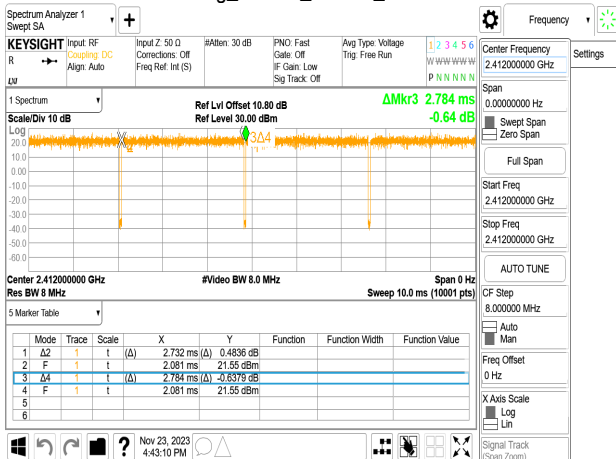 Spectrum Analyzer 1
Swept SA
Frequency
KEYSIGHT
Input: RF
Coupling: DC
Align: Auto
Input Z: 50 Ω
Corrections: Off
Freq Ref: Int (S)
#Atten: 30 dB
PNO: Fast
Gate: Off
IF Gain: Low
Sig Track: Off
Avg Type: Voltage
Trig: Free Run
1 2 3 4 5 6
W W W W W W
P N N N N N
R
LXI
1 Spectrum
Scale/Div 10 dB
Ref Lvl Offset 10.80 dB
Ref Level 30.00 dBm
ΔMkr3 2.784 ms
-0.64 dB
Log
20.0
10.0
0.00
-10.0
-20.0
-30.0
-40.0
-50.0
-60.0
X
3Δ4
Center 2.412000000 GHz
Res BW 8 MHz
#Video BW 8.0 MHz
Span 0 Hz
Sweep 10.0 ms (10001 pts)
5 Marker Table
Mode Trace Scale X Y Function Function Width Function Value
1 Δ2 1 t (Δ) 2.732 ms (Δ) 0.4836 dB
2 F 1 t 2.081 ms 21.55 dBm
3 Δ4 1 t (Δ) 2.784 ms (Δ) -0.6379 dB
4 F 1 t 2.081 ms 21.55 dBm
5
6
Nov 23, 2023
4:43:10 PM
?
Center Frequency
2.412000000 GHz
Settings
Span
0.00000000 Hz
Swept Span
Zero Span
Full Span
Start Freq
2.412000000 GHz
Stop Freq
2.412000000 GHz
AUTO TUNE
CF Step
8.000000 MHz
Auto
Man
Freq Offset
0 Hz
X Axis Scale
Log
Lin
Signal Track
(Span Zoom)